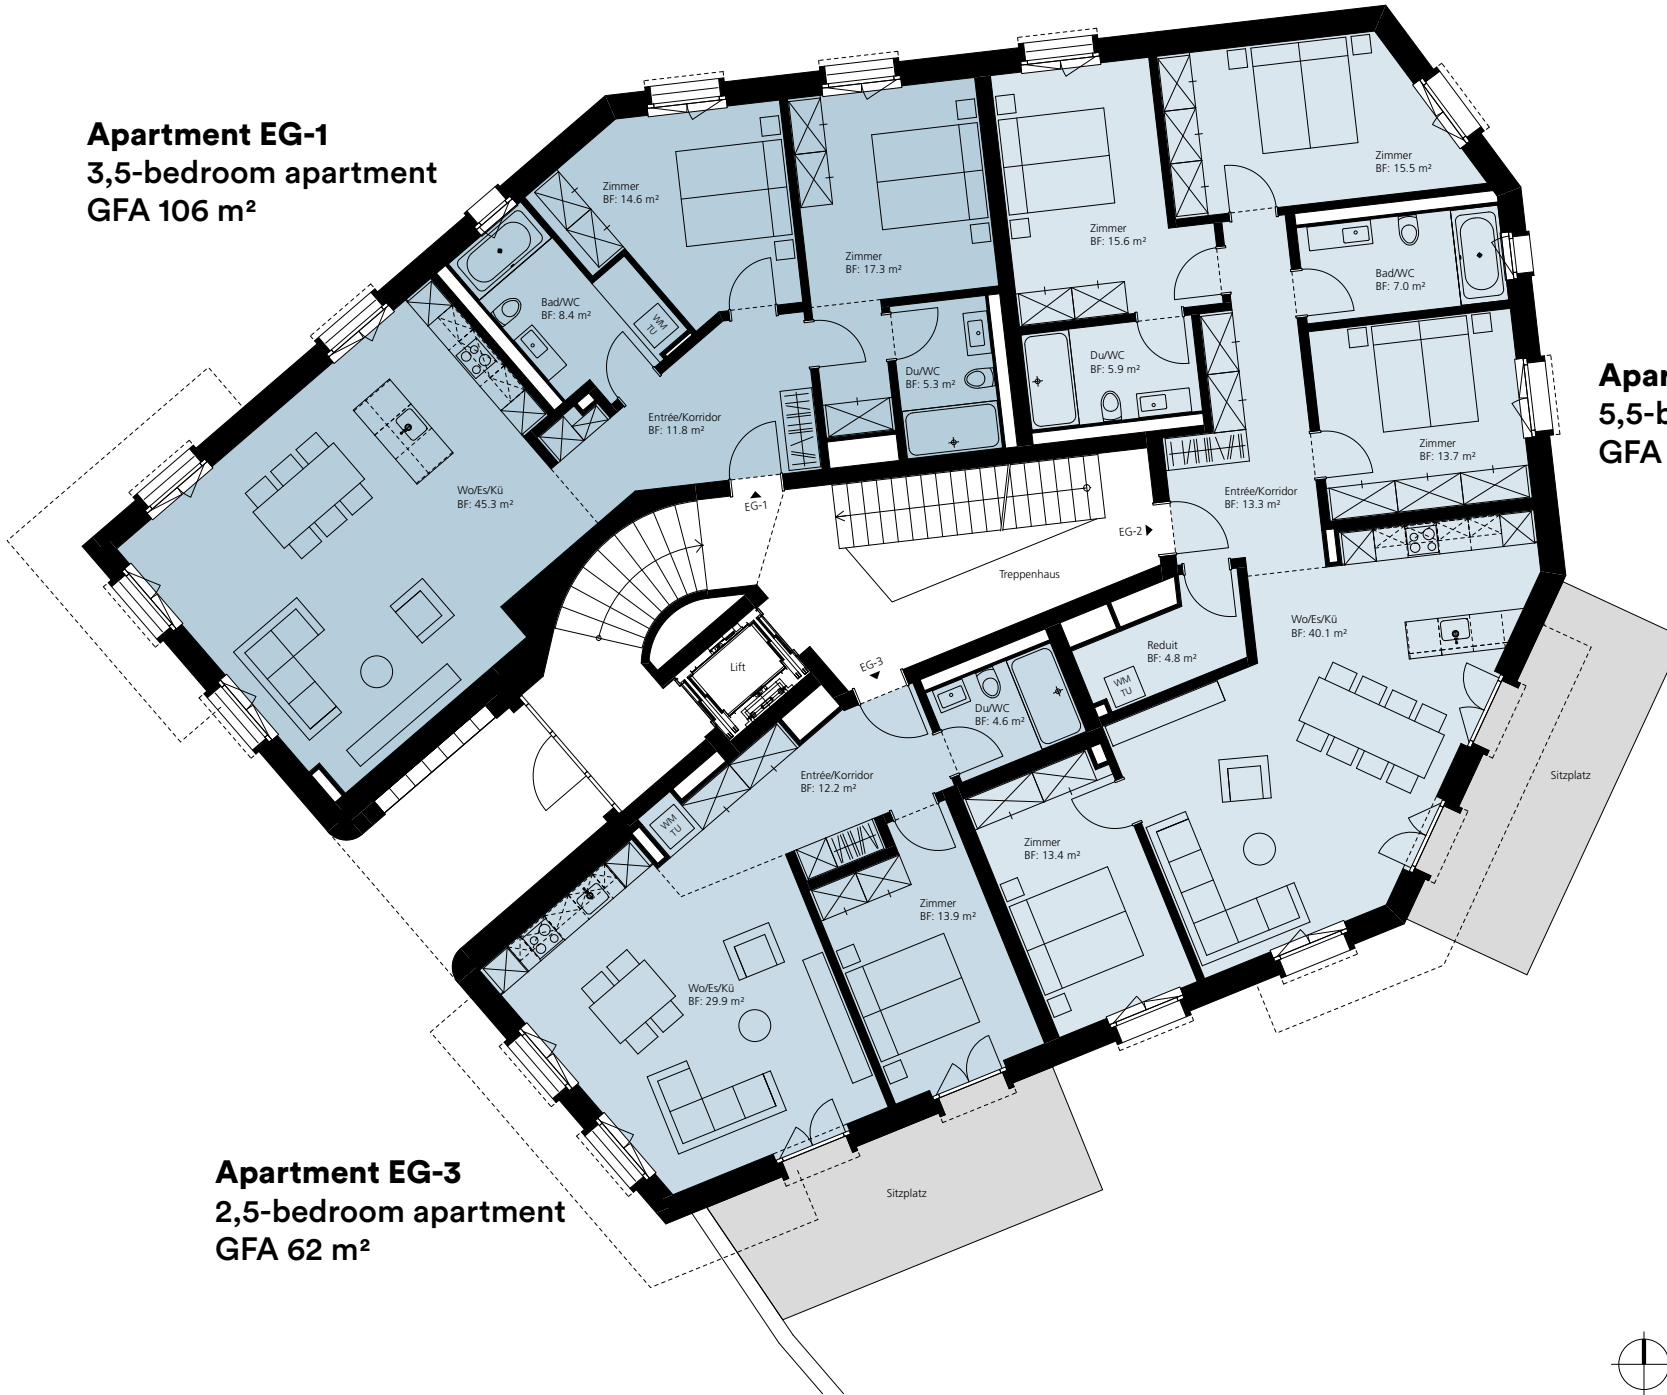 Apartment EG-1
3,5-bedroom apartment
GFA 106 m²
Zimmer
BF: 14.6 m²
Zimmer
BF: 17.3 m²
Zimmer
BF: 15.6 m²
Zimmer
BF: 15.5 m²
Bad/WC
BF: 8.4 m²
WM
TU
Bad/WC
BF: 7.0 m²
Du/WC
BF: 5.3 m²
Du/WC
BF: 5.9 m²
Entrée/Korridor
BF: 11.8 m²
Zimmer
BF: 13.7 m²
5,5-b
GFA
Wo/Es/Kü
BF: 45.3 m²
EG-1
Entrée/Korridor
BF: 13.3 m²
EG-2
Treppenhaus
Wo/Es/Kü
BF: 40.1 m²
Reduit
BF: 4.8 m²
WM
TU
Lift
EG-3
Du/WC
BF: 4.6 m²
Entrée/Korridor
BF: 12.2 m²
WM
TU
Sitzplatz
Zimmer
BF: 13.4 m²
Zimmer
BF: 13.9 m²
Wo/Es/Kü
BF: 29.9 m²
Apartment EG-3
2,5-bedroom apartment
GFA 62 m²
Sitzplatz